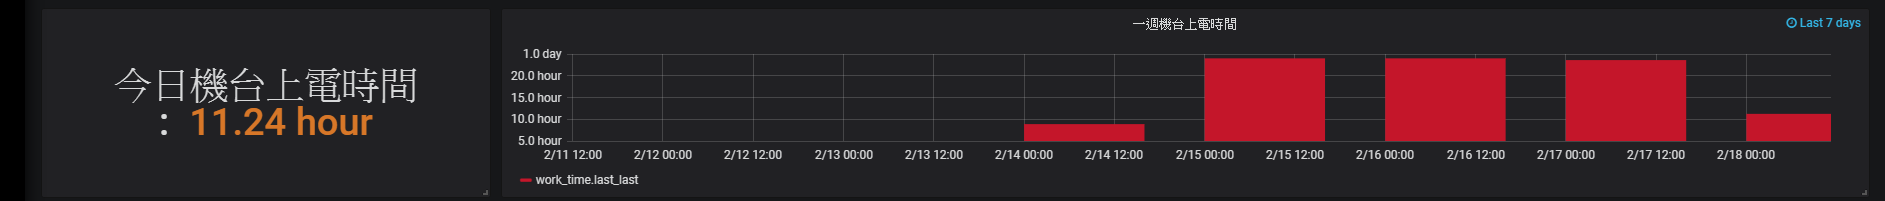 今日機台上電時間
: 11.24 hour
一週機台上電時間
Last 7 days
1.0 day
20.0 hour
15.0 hour
10.0 hour
5.0 hour
2/11 12:00 2/12 00:00 2/12 12:00 2/13 00:00 2/13 12:00 2/14 00:00 2/14 12:00 2/15 00:00 2/15 12:00 2/16 00:00 2/16 12:00 2/17 00:00 2/17 12:00 2/18 00:00
work_time.last_last